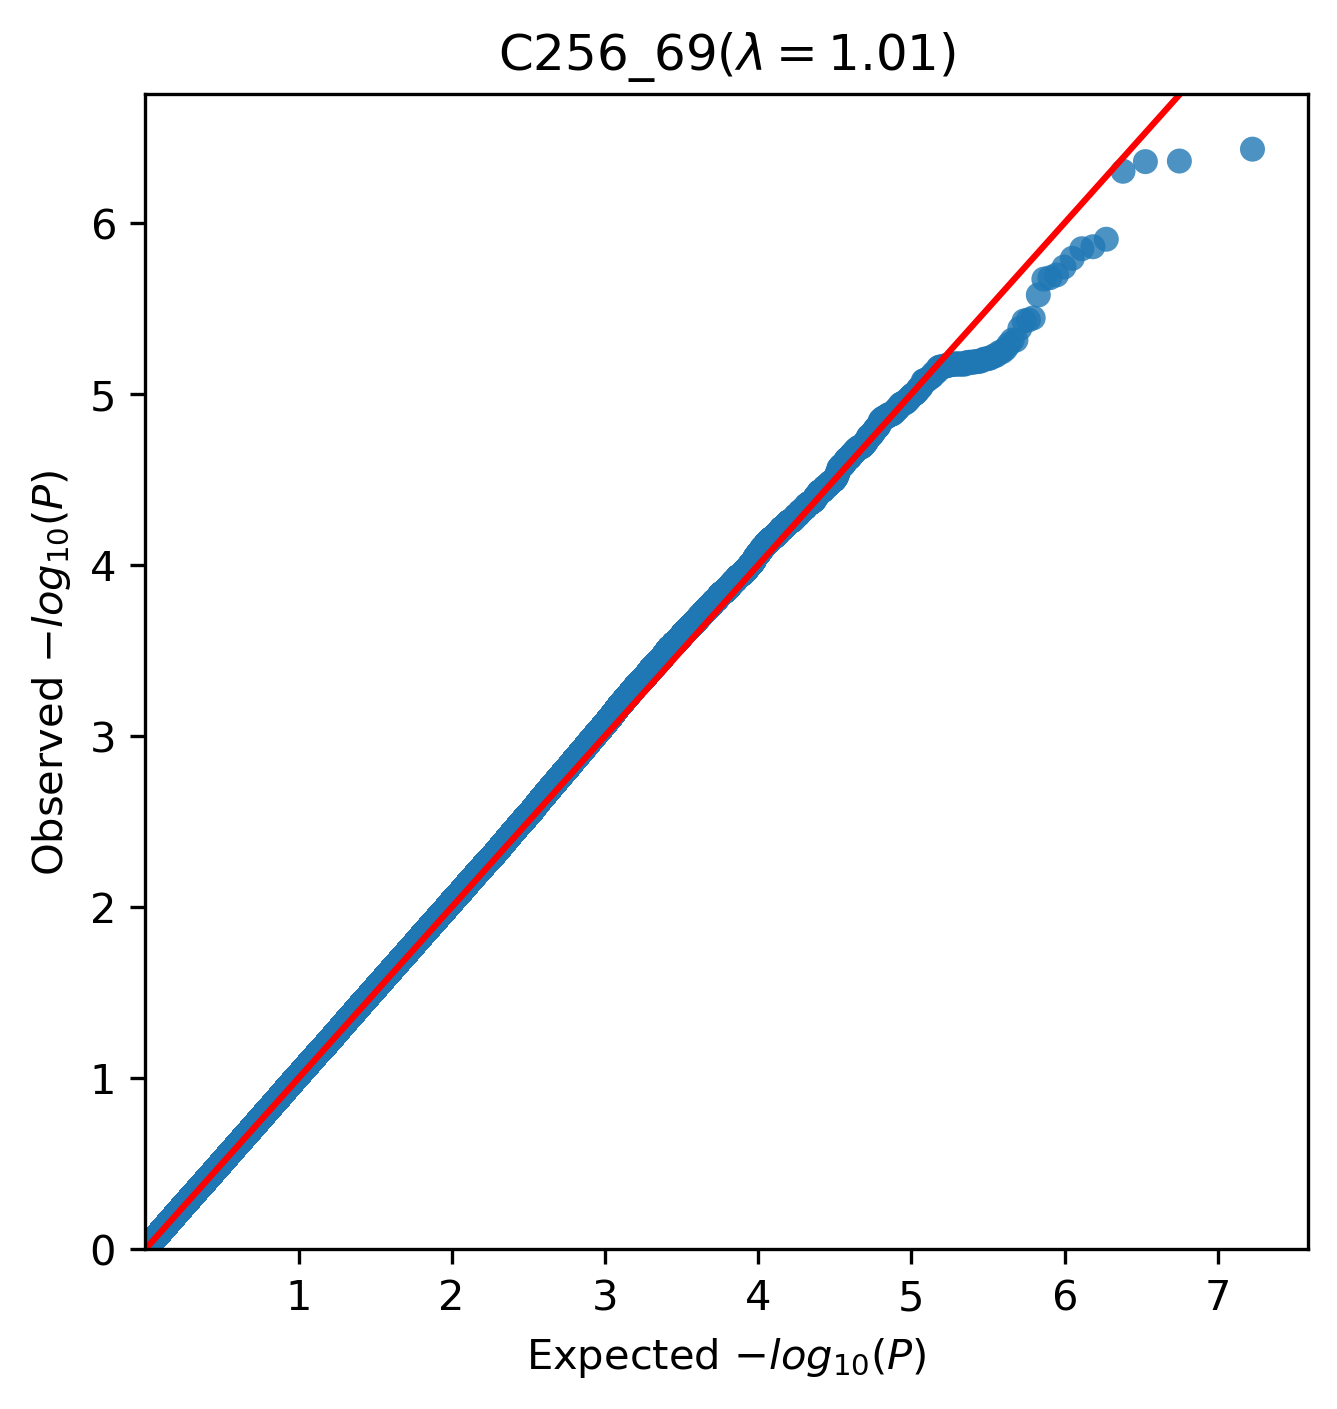 C256_69(λ = 1.01)
Observed −log₁₀(P)
6
5
4
3
2
1
0
1 2 3 4 5 6 7
Expected −log₁₀(P)